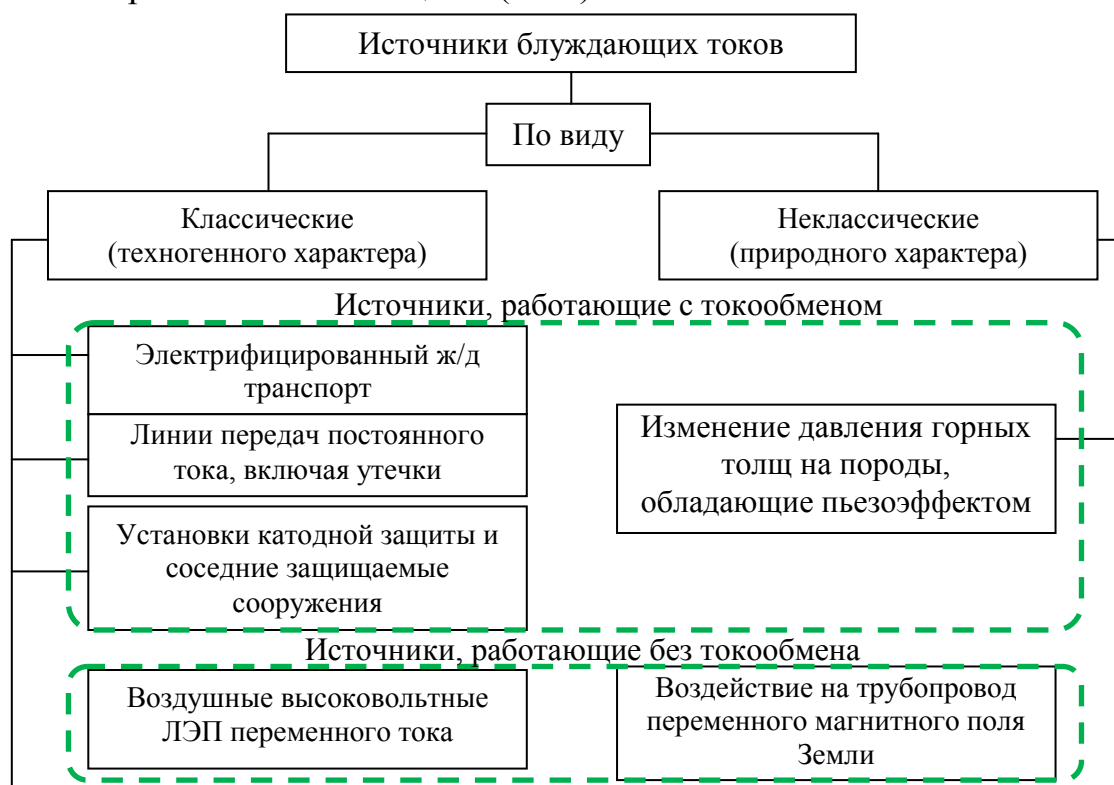 Источники блуждающих токов
По виду
Классические
(техногенного характера)
Неклассические
(природного характера)
Источники, работающие с токообменом
Электрифицированный ж/д
транспорт
Линии передач постоянного
тока, включая утечки
Установки катодной защиты и
соседние защищаемые
сооружения
Изменение давления горных
толщ на породы,
обладающие пьезоэффектом
Источники, работающие без токообмена
Воздушные высоковольтные
ЛЭП переменного тока
Воздействие на трубопровод
переменного магнитного поля
Земли